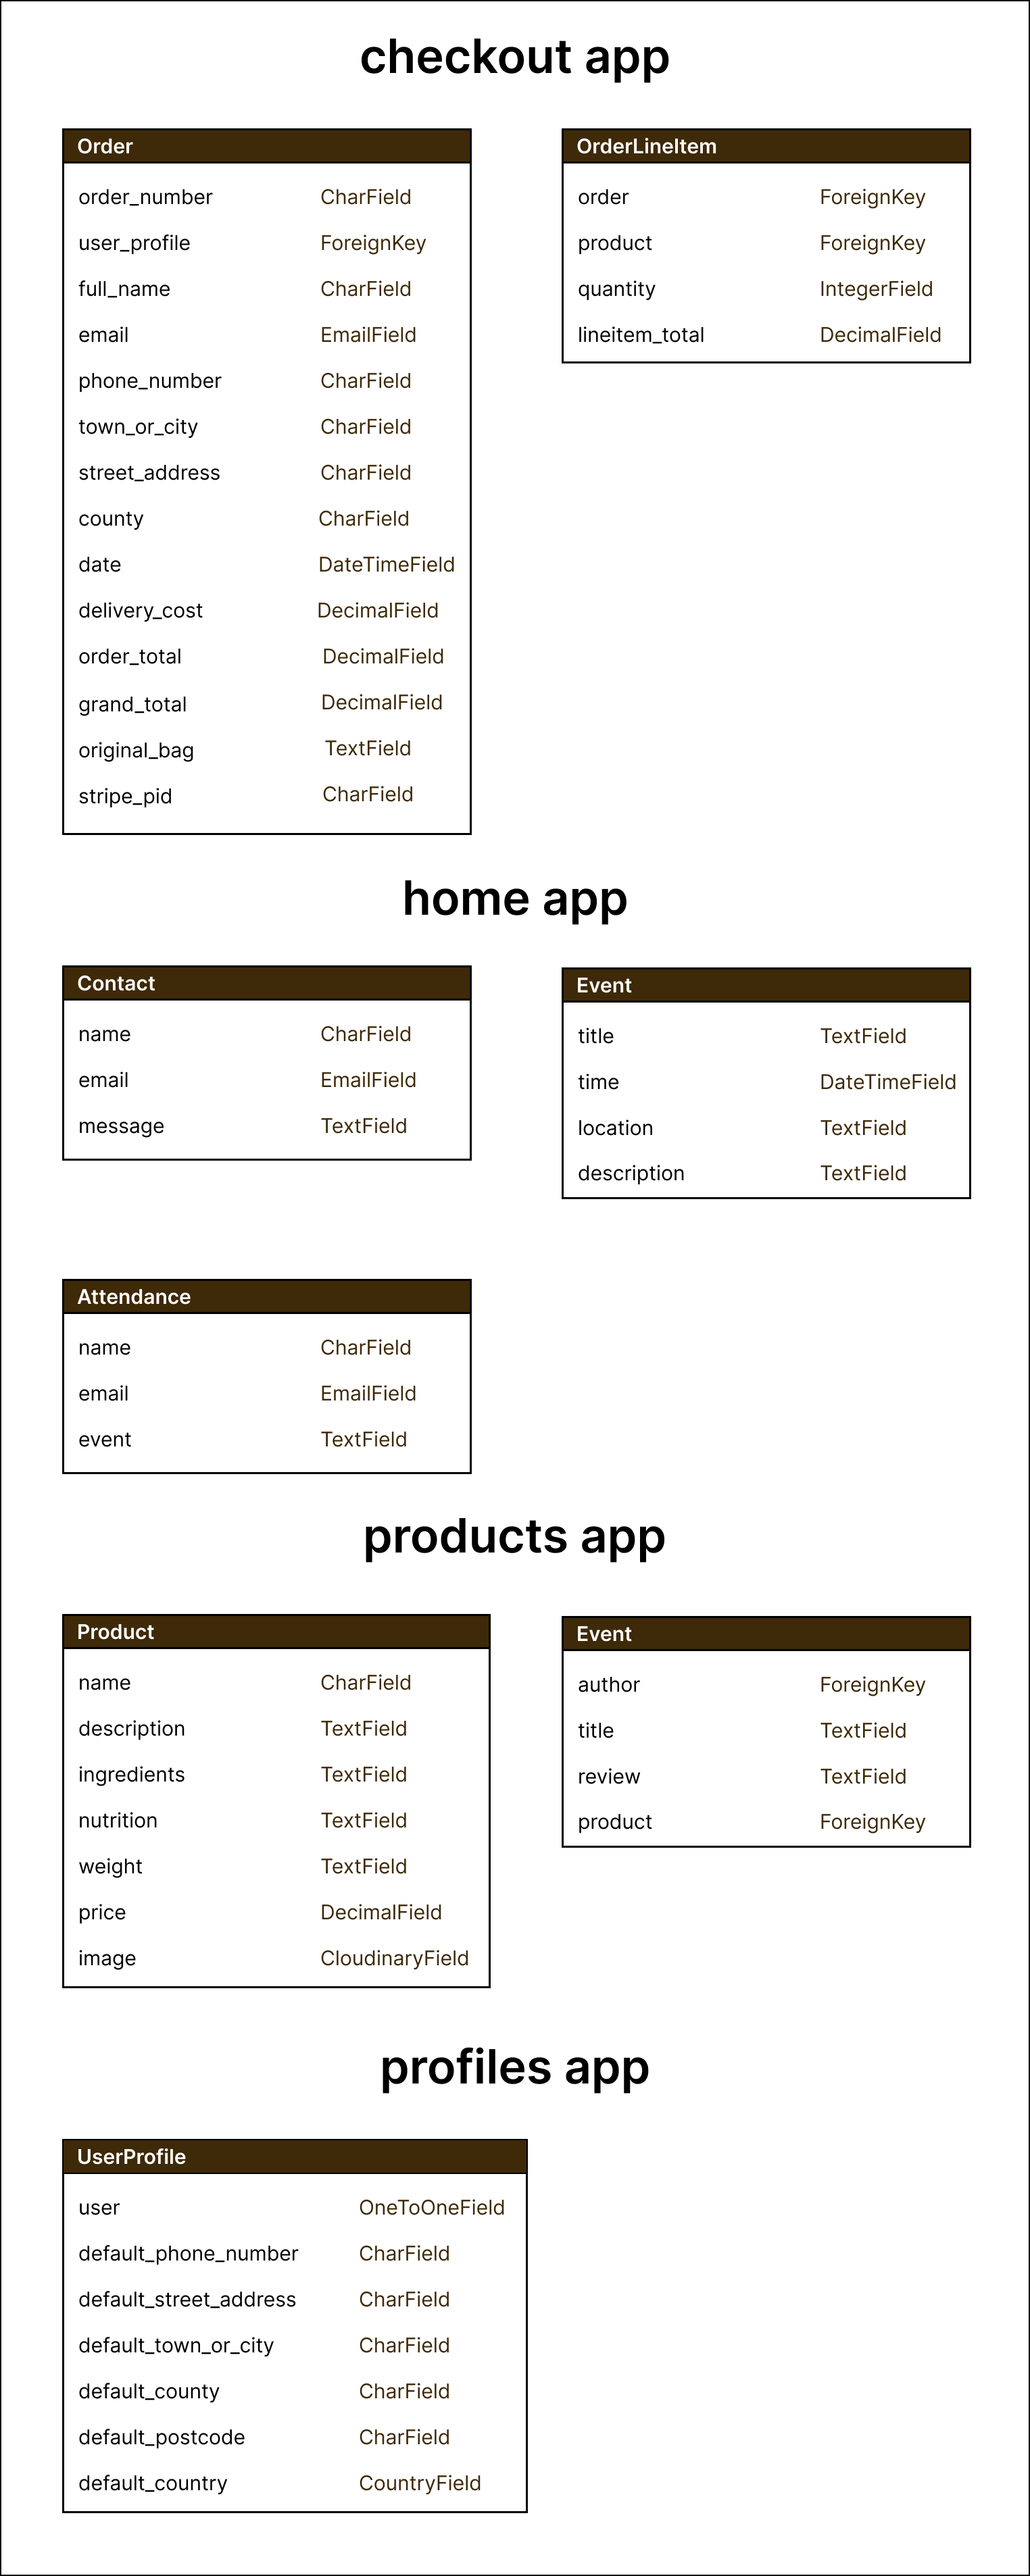 checkout app
Order
order_number CharField
user_profile ForeignKey
full_name CharField
email EmailField
phone_number CharField
town_or_city CharField
street_address CharField
county CharField
date DateTimeField
delivery_cost DecimalField
order_total DecimalField
grand_total DecimalField
original_bag TextField
stripe_pid CharField
OrderLineItem
order ForeignKey
product ForeignKey
quantity IntegerField
lineitem_total DecimalField
home app
Contact
name CharField
email EmailField
message TextField
Event
title TextField
time DateTimeField
location TextField
description TextField
Attendance
name CharField
email EmailField
event TextField
products app
Product
name CharField
description TextField
ingredients TextField
nutrition TextField
weight TextField
price DecimalField
image CloudinaryField
Event
author ForeignKey
title TextField
review TextField
product ForeignKey
profiles app
UserProfile
user OneToOneField
default_phone_number CharField
default_street_address CharField
default_town_or_city CharField
default_county CharField
default_postcode CharField
default_country CountryField